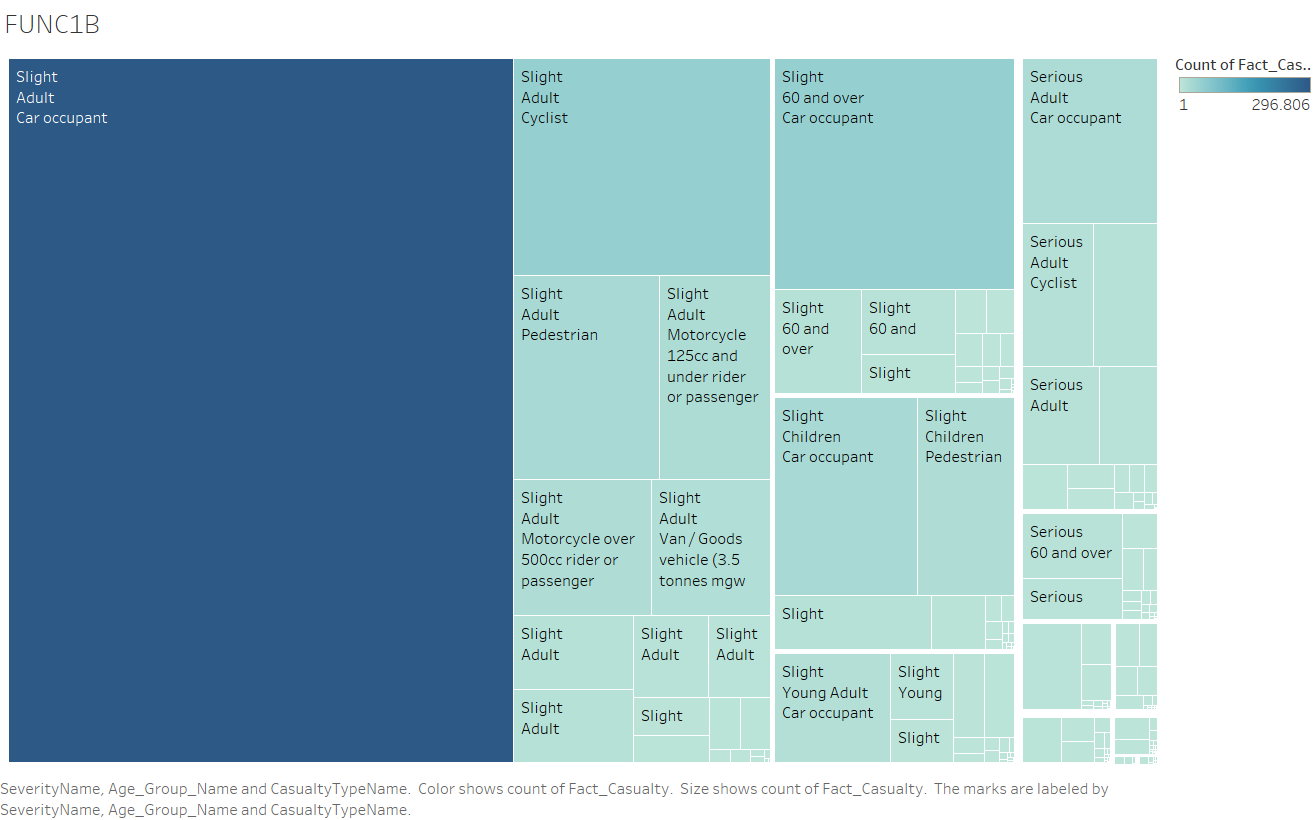 FUNC1B
Slight
Adult
Car occupant
Slight
Adult
Cyclist
Slight
Adult
Pedestrian
Slight
Adult
Motorcycle
125cc and
under rider
or passenger
Slight
Adult
Motorcycle over
500cc rider or
passenger
Slight
Adult
Van / Goods
vehicle (3.5
tonnes mgw
Slight
Adult
Slight
Adult
Slight
Adult
Slight
Adult
Slight
Slight
60 and over
Car occupant
Slight
60 and
over
Slight
60 and
Slight
Slight
Children
Car occupant
Slight
Children
Pedestrian
Slight
Slight
Young Adult
Car occupant
Slight
Young
Slight
Serious
Adult
Car occupant
Serious
Adult
Cyclist
Serious
Adult
Serious
60 and over
Serious
Count of Fact_Cas..
1 296.806
SeverityName, Age_Group_Name and CasualtyTypeName. Color shows count of Fact_Casualty. Size shows count of Fact_Casualty. The marks are labeled by
SeverityName, Age_Group_Name and CasualtyTypeName.